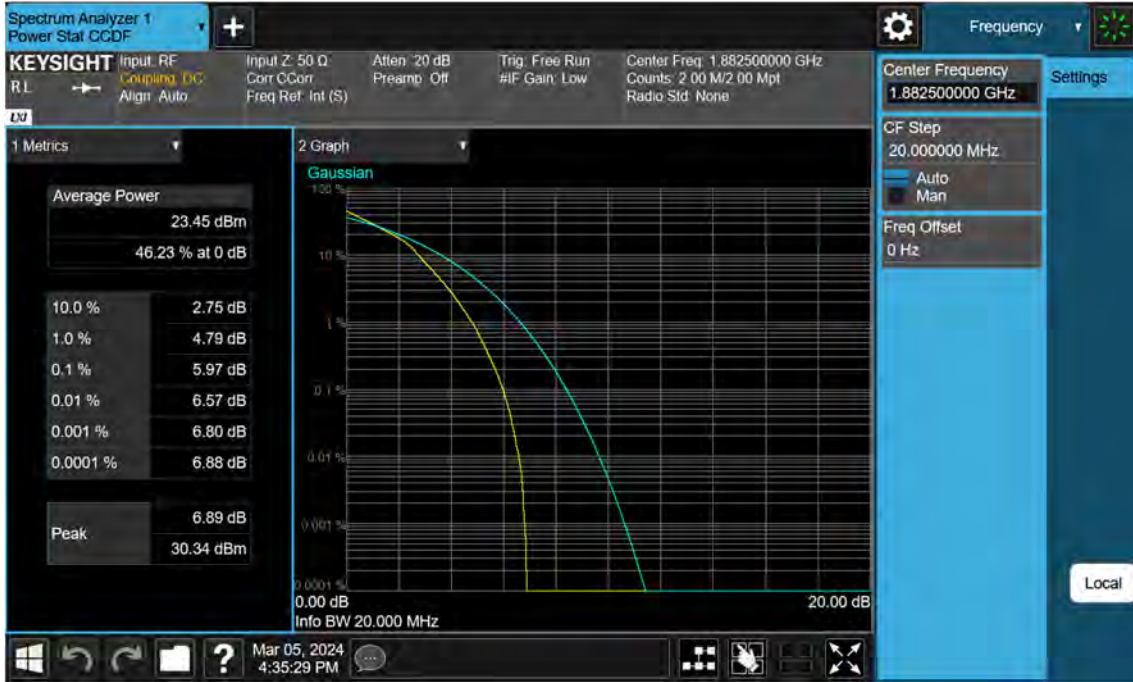 Spectrum Analyzer 1
Power Stat CCDF
Frequency
KEYSIGHT
R L
LXI
Input: RF
Coupling: DC
Align: Auto
Input Z: 50 Ω
Corr CCorr
Freq Ref: Int (S)
Atten: 20 dB
Preamp: Off
Trig: Free Run
#IF Gain: Low
Center Freq: 1.882500000 GHz
Counts: 2.00 M/2.00 Mpt
Radio Std: None
Center Frequency
1.882500000 GHz
Settings
CF Step
20.000000 MHz
Auto
Man
Freq Offset
0 Hz
1 Metrics
Average Power
23.45 dBm
46.23 % at 0 dB
10.0 % 2.75 dB
1.0 % 4.79 dB
0.1 % 5.97 dB
0.01 % 6.57 dB
0.001 % 6.80 dB
0.0001 % 6.88 dB
Peak
6.89 dB
30.34 dBm
2 Graph
Gaussian
100 %
10 %
1 %
0.1 %
0.01 %
0.001 %
0.0001 %
0.00 dB 20.00 dB
Info BW 20.000 MHz
Local
?
Mar 05, 2024
4:35:29 PM